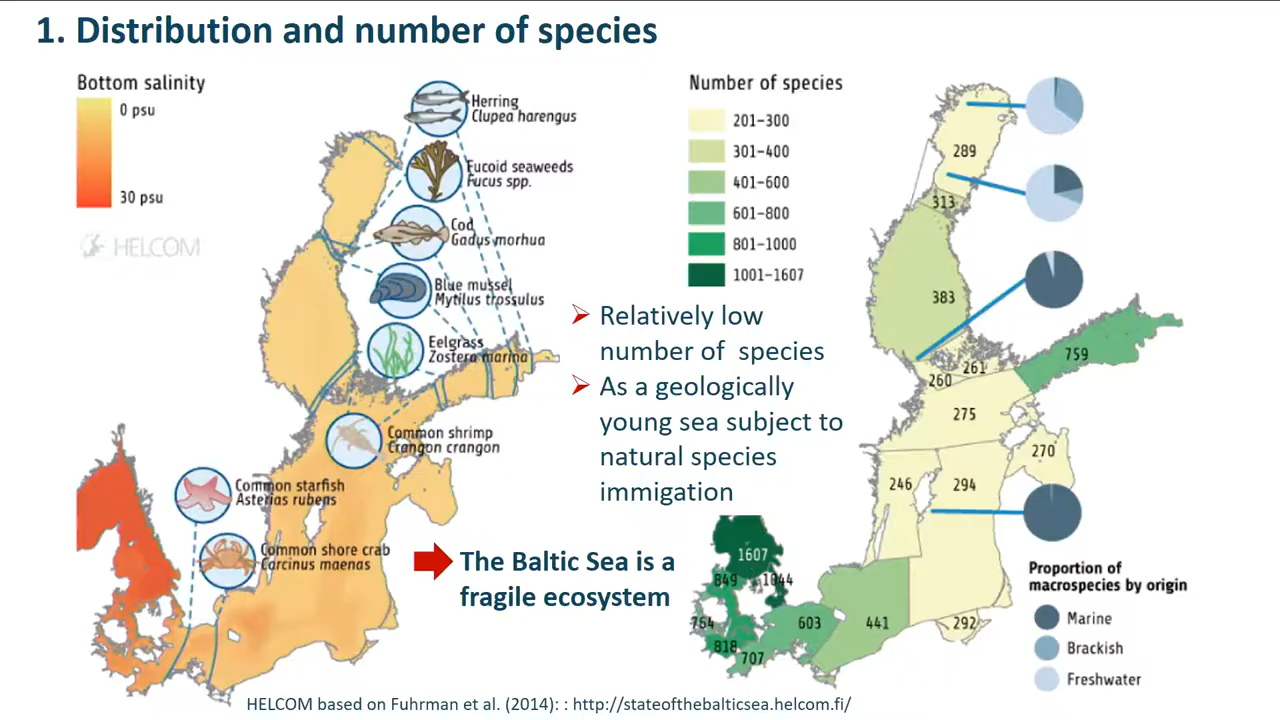 1. Distribution and number of species
Bottom salinity
0 psu
30 psu
HELCOM
Herring
Clupea harengus
Fucoid seaweeds
Fucus spp.
Cod
Gadus morhua
Blue mussel
Mytilus trossulus
Eelgrass
Zostera marina
Common shrimp
Crangon crangon
Common starfish
Asterias rubens
Common shore crab
Carcinus maenas
Relatively low
number of species
As a geologically
young sea subject to
natural species
immigation
The Baltic Sea is a
fragile ecosystem
Number of species
201–300
301–400
401–600
601–800
801–1000
1001–1607
289
313
383
759
261
260
275
270
246
294
1607
849
1044
764
603
441
292
818
707
Proportion of
macrospecies by origin
Marine
Brackish
Freshwater
HELCOM based on Fuhrman et al. (2014): : http://stateofthebalticsea.helcom.fi/